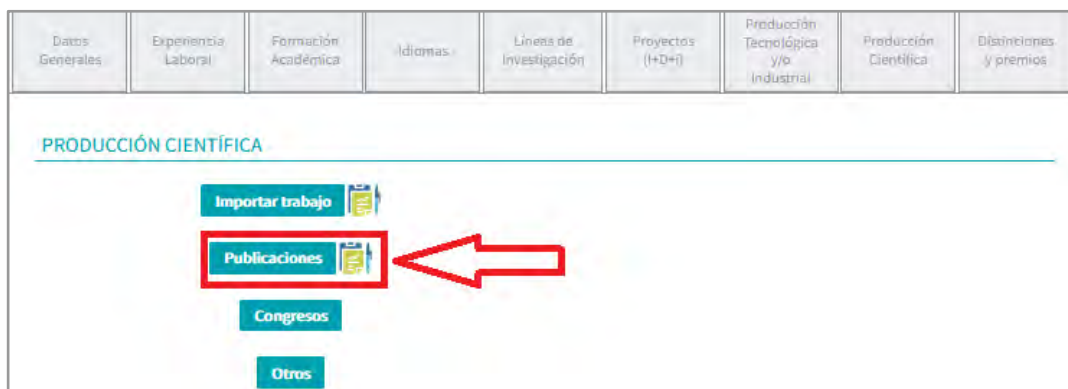 Datos
Generales
Experiencia
Laboral
Formación
Académica
Idiomas
Líneas de
Investigación
Proyectos
(I+D+i)
Producción
Tecnológica
y/o
Industrial
Producción
Científica
Distinciones
y premios
PRODUCCIÓN CIENTÍFICA
Importar trabajo
Publicaciones
Congresos
Otros